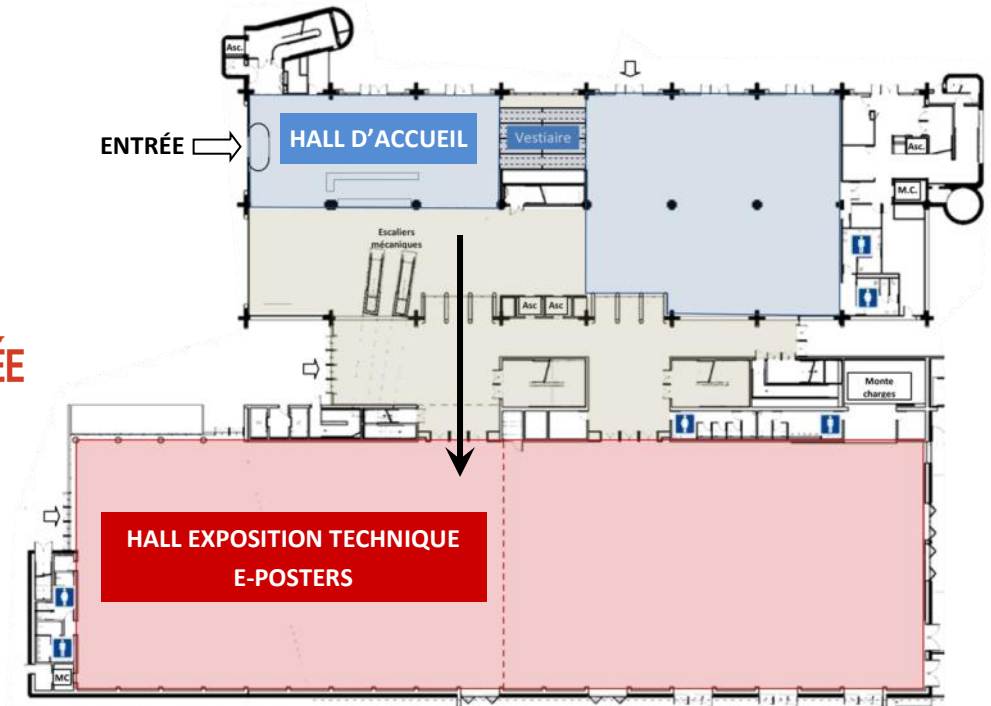 Asc.
ENTRÉE
HALL D'ACCUEIL
Vestiaire
Asc.
M.C.
Escaliers
mécaniques
Asc Asc
ÉE
Monte
charges
HALL EXPOSITION TECHNIQUE
E-POSTERS
MC